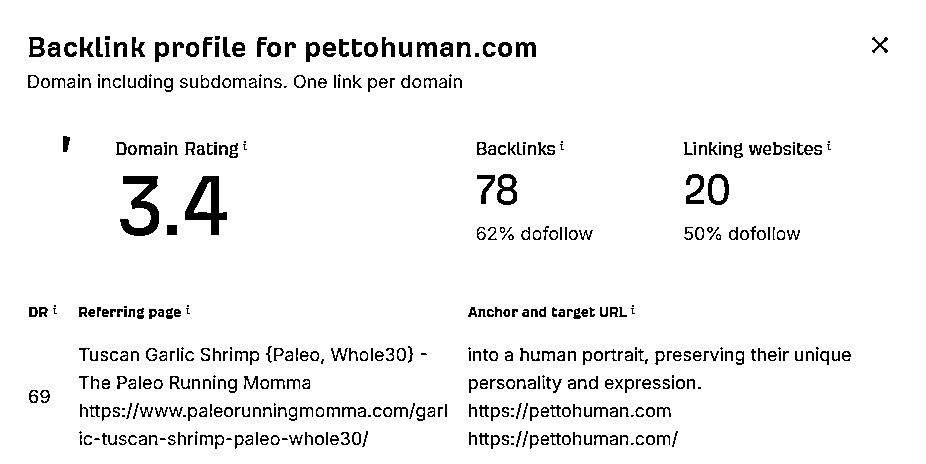 Backlink profile for pettohuman.com
Domain including subdomains. One link per domain
Domain Rating i
Backlinks i
Linking websites i
3.4
78
20
62% dofollow
50% dofollow
DR i
Referring page i
Anchor and target URL i
69
Tuscan Garlic Shrimp {Paleo, Whole30} -
The Paleo Running Momma
https://www.paleorunningmomma.com/garl
ic-tuscan-shrimp-paleo-whole30/
into a human portrait, preserving their unique
personality and expression.
https://pettohuman.com
https://pettohuman.com/